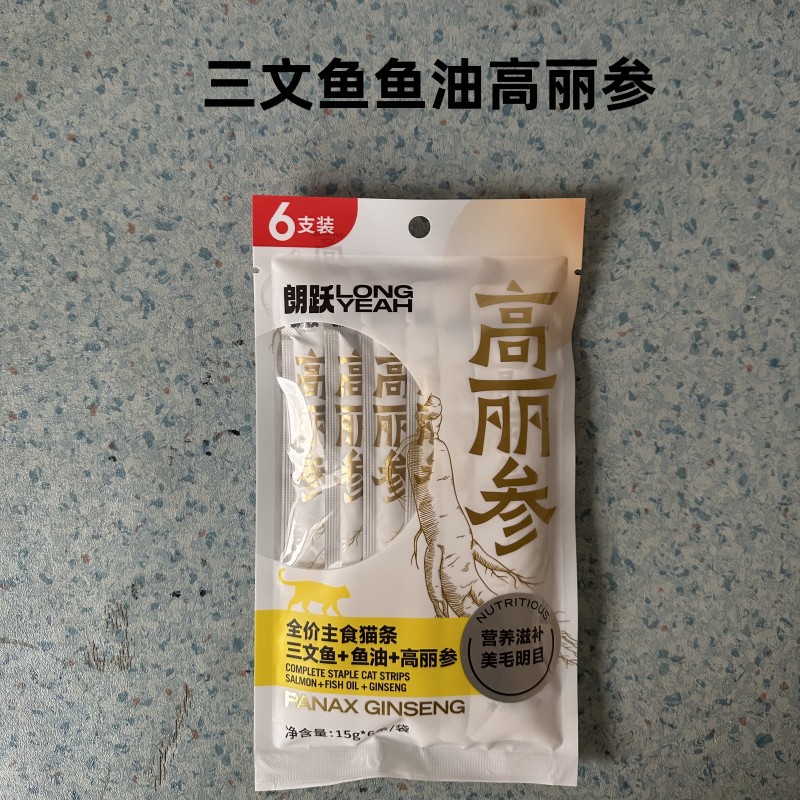 三文鱼鱼油高丽参
6支装
朗跃LONG
YEAH
高丽参
高丽参
高丽参
高丽参
NUTRITIOUS
营养滋补
美毛明目
全价主食猫条
三文鱼+鱼油+高丽参
COMPLETE STAPLE CAT STRIPS
SALMON+FISH OIL + GINSENG
PANAX GINSENG
净含量:15g*6支/袋